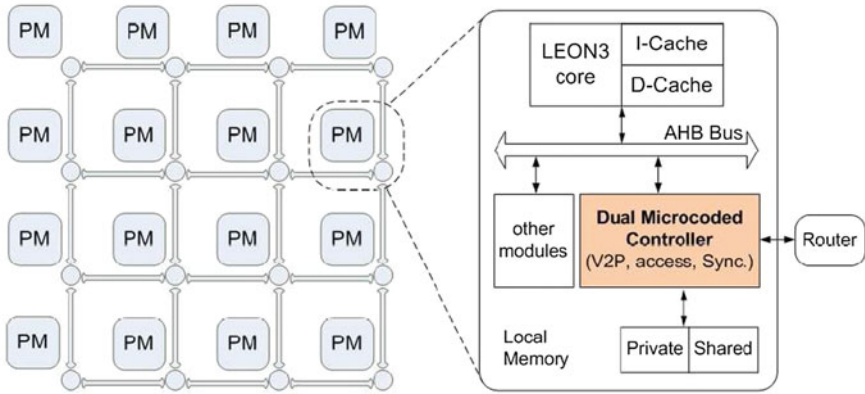 PM PM PM PM
PM PM PM PM
PM PM PM PM
PM PM PM PM
LEON3
core
I-Cache
D-Cache
AHB Bus
other
modules
Dual Microcoded
Controller
(V2P, access, Sync.)
Router
Local
Memory
Private Shared